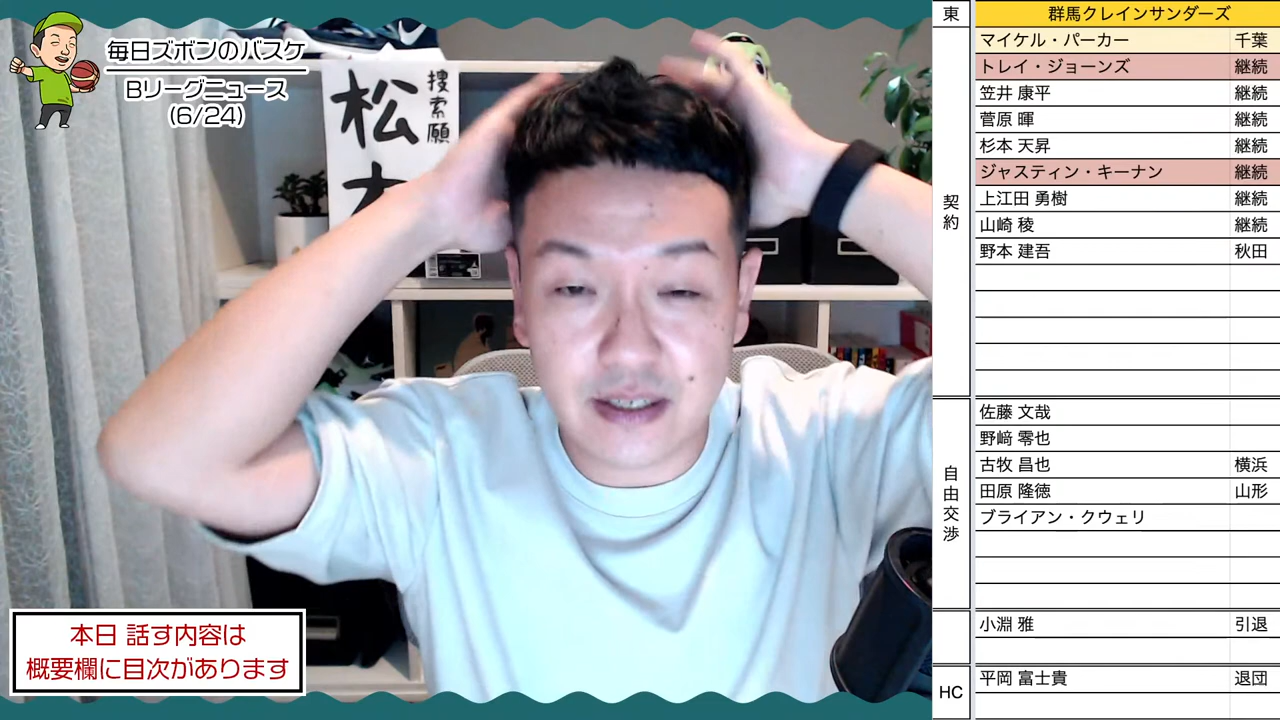 毎日ズボンのバスケ
Bリーグニュース
(6/24)
捜索願
松
本日 話す内容は
概要欄に目次があります
東 群馬クレインサンダーズ
契約
マイケル・パーカー 千葉
トレイ・ジョーンズ 継続
笠井 康平 継続
菅原 暉 継続
杉本 天昇 継続
ジャスティン・キーナン 継続
上江田 勇樹 継続
山崎 稜 継続
野本 建吾 秋田
自由交渉
佐藤 文哉
野﨑 零也
古牧 昌也 横浜
田原 隆徳 山形
ブライアン・クウェリ
小淵 雅 引退
HC 平岡 富士貴 退団